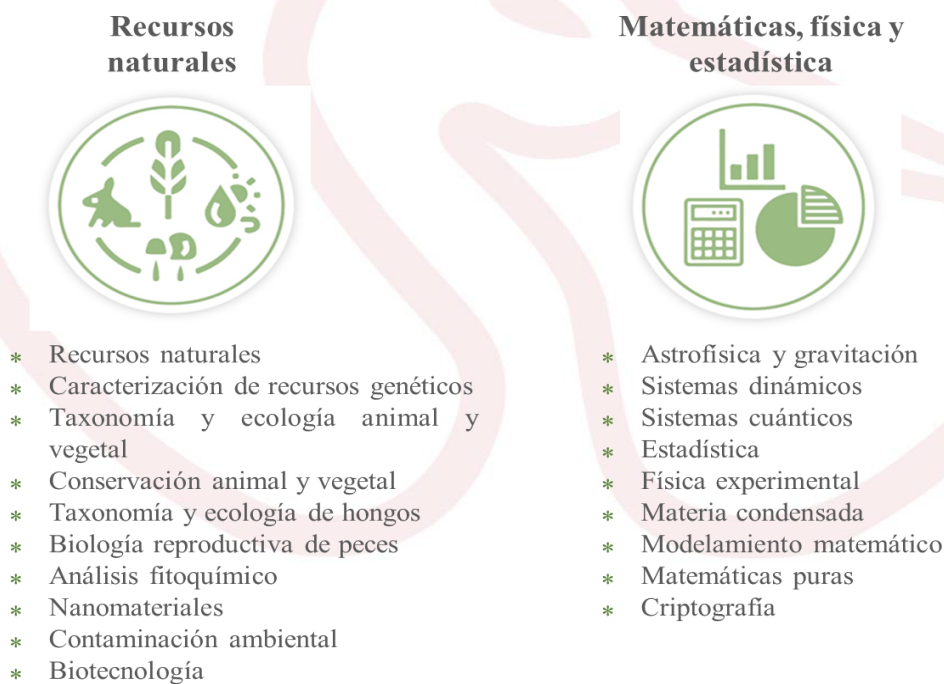 Recursos
naturales
* Recursos naturales
* Caracterización de recursos genéticos
* Taxonomía y ecología animal y
vegetal
* Conservación animal y vegetal
* Taxonomía y ecología de hongos
* Biología reproductiva de peces
* Análisis fitoquímico
* Nanomateriales
* Contaminación ambiental
* Biotecnología
Matemáticas, física y
estadística
* Astrofísica y gravitación
* Sistemas dinámicos
* Sistemas cuánticos
* Estadística
* Física experimental
* Materia condensada
* Modelamiento matemático
* Matemáticas puras
* Criptografía